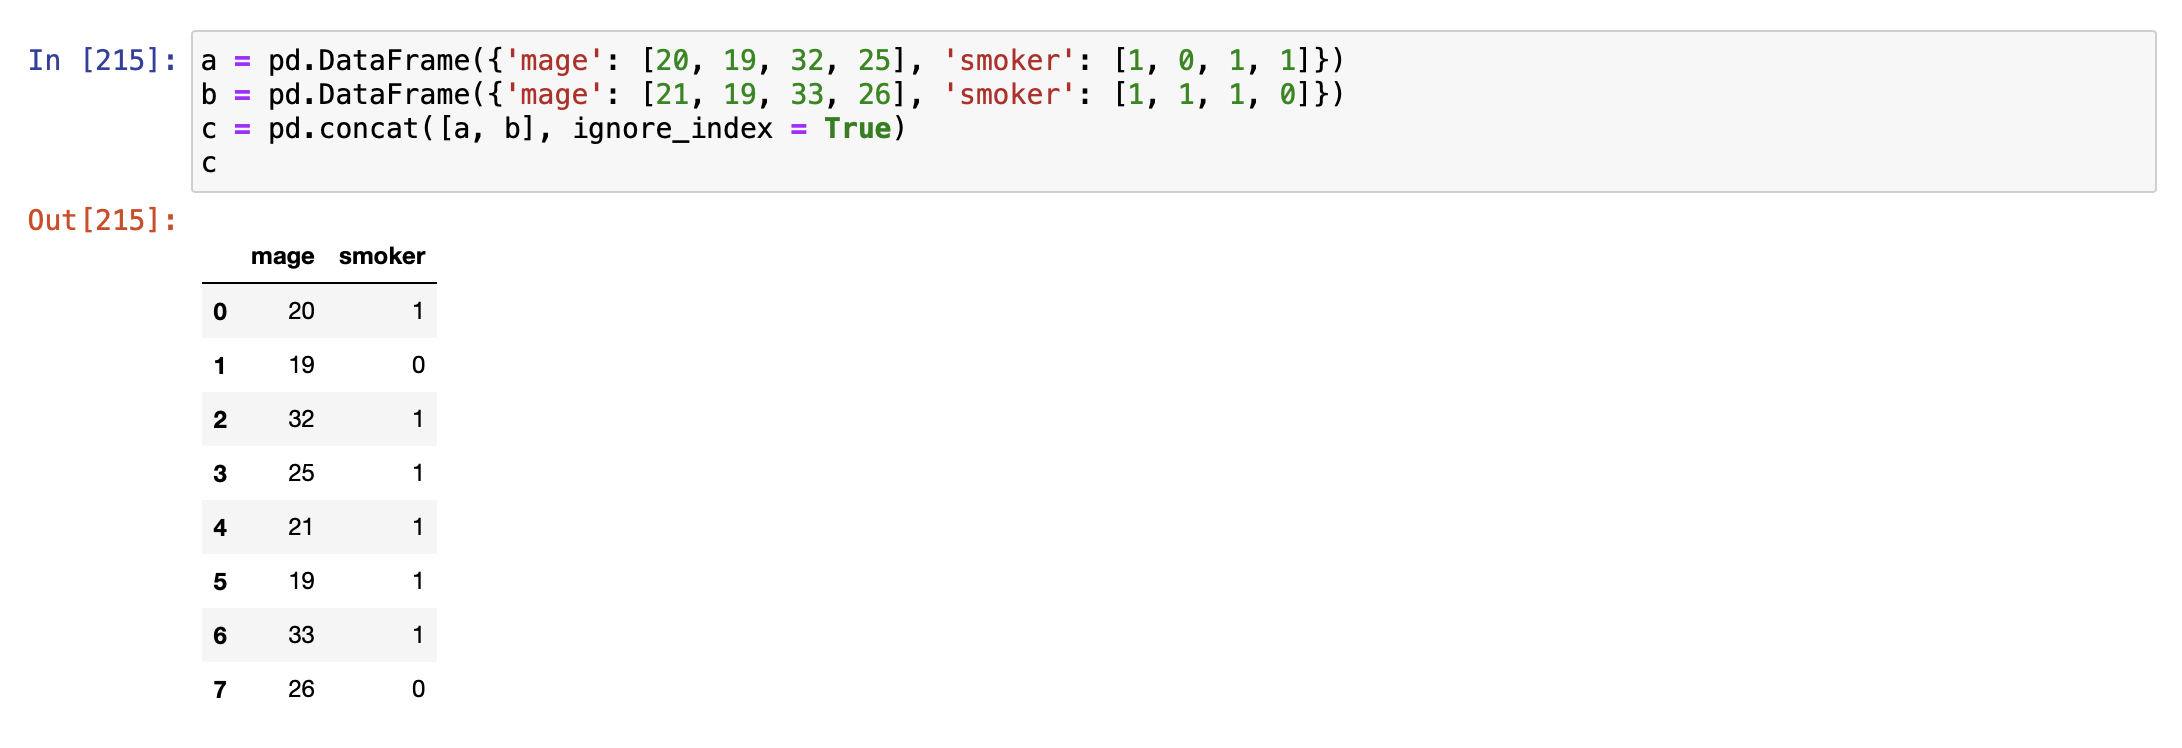 In [215]: a = pd.DataFrame({'mage': [20, 19, 32, 25], 'smoker': [1, 0, 1, 1]})
b = pd.DataFrame({'mage': [21, 19, 33, 26], 'smoker': [1, 1, 1, 0]})
c = pd.concat([a, b], ignore_index = True)
c
Out[215]:
mage smoker
0 20 1
1 19 0
2 32 1
3 25 1
4 21 1
5 19 1
6 33 1
7 26 0